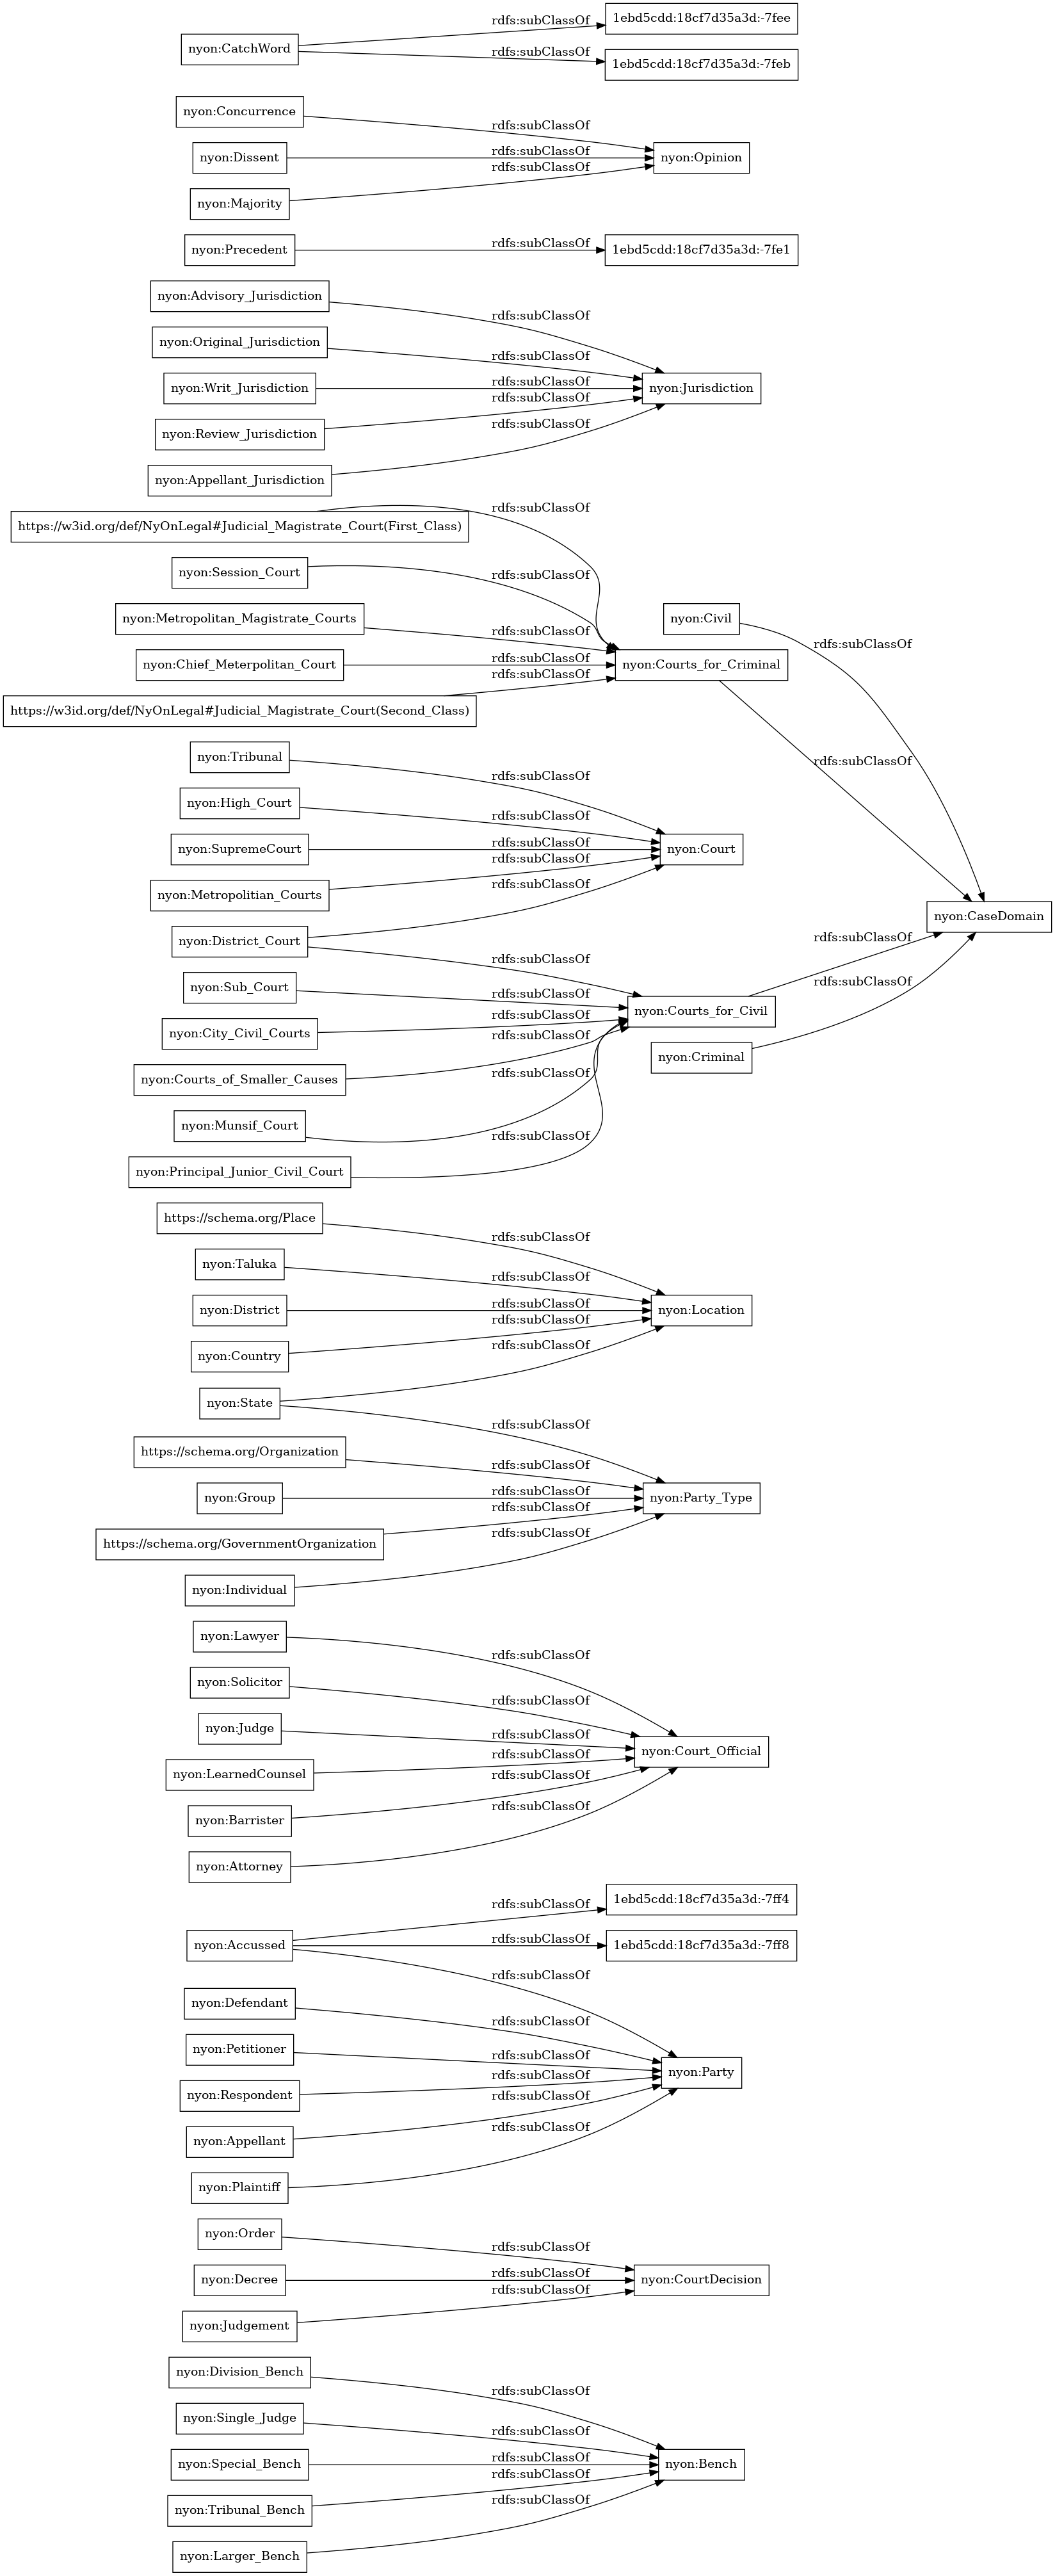 rdfs:subClassOf
1ebd5cdd:18cf7d35a3d:-7fee
nyon:CatchWord
rdfs:subClassOf
1ebd5cdd:18cf7d35a3d:-7feb
nyon:Concurrence
rdfs:subClassOf
nyon:Dissent
rdfs:subClassOf
nyon:Opinion
rdfs:subClassOf
nyon:Majority
nyon:Precedent
rdfs:subClassOf
1ebd5cdd:18cf7d35a3d:-7fe1
nyon:Advisory_Jurisdiction
rdfs:subClassOf
nyon:Original_Jurisdiction
rdfs:subClassOf
nyon:Writ_Jurisdiction
rdfs:subClassOf
nyon:Jurisdiction
rdfs:subClassOf
nyon:Review_Jurisdiction
rdfs:subClassOf
nyon:Appellant_Jurisdiction
rdfs:subClassOf
https://w3id.org/def/NyOnLegal#Judicial_Magistrate_Court(First_Class)
nyon:Session_Court
rdfs:subClassOf
nyon:Metropolitan_Magistrate_Courts
nyon:Civil
rdfs:subClassOf
rdfs:subClassOf
nyon:Chief_Meterpolitan_Court
rdfs:subClassOf
nyon:Courts_for_Criminal
rdfs:subClassOf
https://w3id.org/def/NyOnLegal#Judicial_Magistrate_Court(Second_Class)
nyon:Tribunal
rdfs:subClassOf
rdfs:subClassOf
nyon:High_Court
rdfs:subClassOf
nyon:SupremeCourt
rdfs:subClassOf
nyon:Court
rdfs:subClassOf
nyon:Metropolitian_Courts
rdfs:subClassOf
nyon:CaseDomain
nyon:District_Court
rdfs:subClassOf
rdfs:subClassOf
nyon:Sub_Court
rdfs:subClassOf
rdfs:subClassOf
nyon:Courts_for_Civil
rdfs:subClassOf
nyon:City_Civil_Courts
rdfs:subClassOf
nyon:Criminal
rdfs:subClassOf
nyon:Courts_of_Smaller_Causes
nyon:Munsif_Court
rdfs:subClassOf
nyon:Principal_Junior_Civil_Court
https://schema.org/Place
rdfs:subClassOf
nyon:Taluka
rdfs:subClassOf
nyon:District
rdfs:subClassOf
nyon:Location
rdfs:subClassOf
nyon:Country
rdfs:subClassOf
nyon:State
rdfs:subClassOf
https://schema.org/Organization
rdfs:subClassOf
nyon:Group
rdfs:subClassOf
nyon:Party_Type
rdfs:subClassOf
https://schema.org/GovernmentOrganization
rdfs:subClassOf
nyon:Individual
nyon:Lawyer
rdfs:subClassOf
nyon:Solicitor
rdfs:subClassOf
nyon:Judge
rdfs:subClassOf
nyon:Court_Official
rdfs:subClassOf
nyon:LearnedCounsel
rdfs:subClassOf
nyon:Barrister
rdfs:subClassOf
nyon:Attorney
rdfs:subClassOf
1ebd5cdd:18cf7d35a3d:-7ff4
nyon:Accussed
rdfs:subClassOf
1ebd5cdd:18cf7d35a3d:-7ff8
rdfs:subClassOf
nyon:Defendant
rdfs:subClassOf
nyon:Petitioner
rdfs:subClassOf
nyon:Party
rdfs:subClassOf
nyon:Respondent
rdfs:subClassOf
nyon:Appellant
rdfs:subClassOf
nyon:Plaintiff
nyon:Order
rdfs:subClassOf
nyon:Decree
rdfs:subClassOf
nyon:CourtDecision
rdfs:subClassOf
nyon:Judgement
nyon:Division_Bench
rdfs:subClassOf
nyon:Single_Judge
rdfs:subClassOf
nyon:Special_Bench
rdfs:subClassOf
nyon:Bench
rdfs:subClassOf
nyon:Tribunal_Bench
rdfs:subClassOf
nyon:Larger_Bench